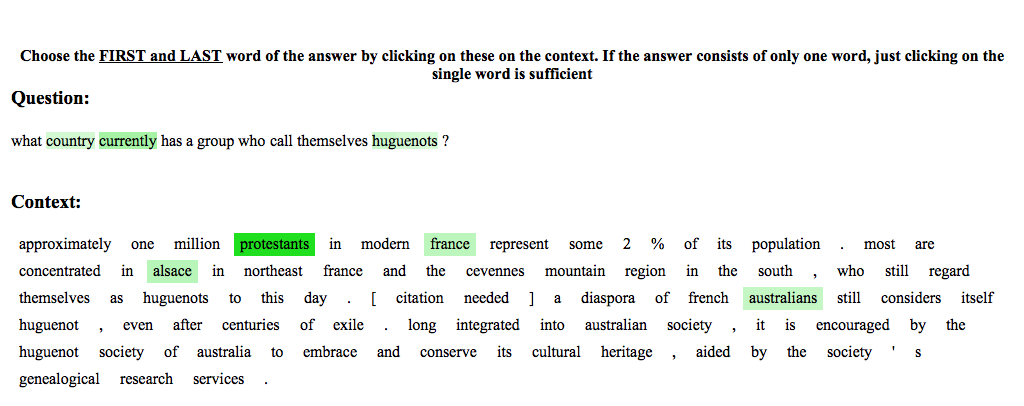 Choose the FIRST and LAST word of the answer by clicking on these on the context. If the answer consists of only one word, just clicking on the
single word is sufficient
Question:
what country currently has a group who call themselves huguenots ?
Context:
approximately one million protestants in modern france represent some 2 % of its population . most are
concentrated in alsace in northeast france and the cevennes mountain region in the south , who still regard
themselves as huguenots to this day . [ citation needed ] a diaspora of french australians still considers itself
huguenot , even after centuries of exile . long integrated into australian society , it is encouraged by the
huguenot society of australia to embrace and conserve its cultural heritage , aided by the society ' s
genealogical research services .